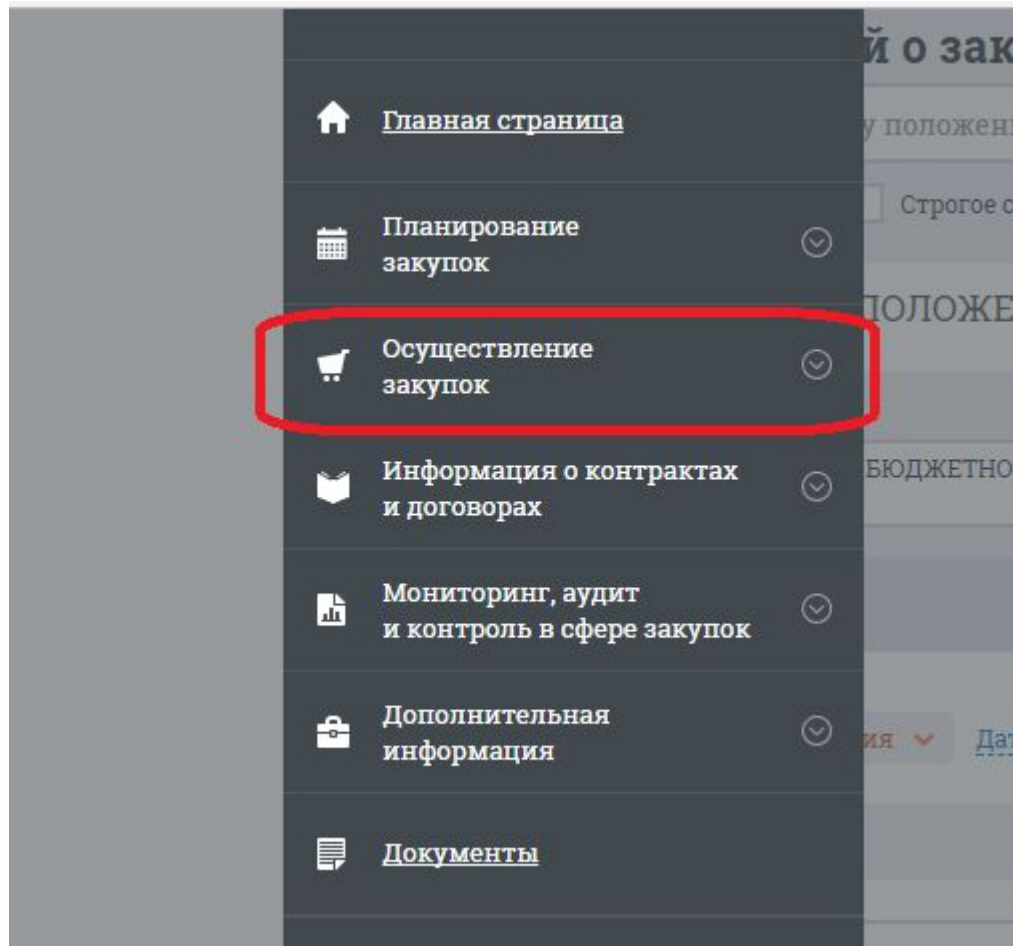 й о зак
Главная страница
у положен
Строгое с
Планирование
закупок
ПОЛОЖЕ
Осуществление
закупок
Информация о контрактах
и договорах
БЮДЖЕТНО
Мониторинг, аудит
и контроль в сфере закупок
Дополнительная
информация
ия
Дат
Документы